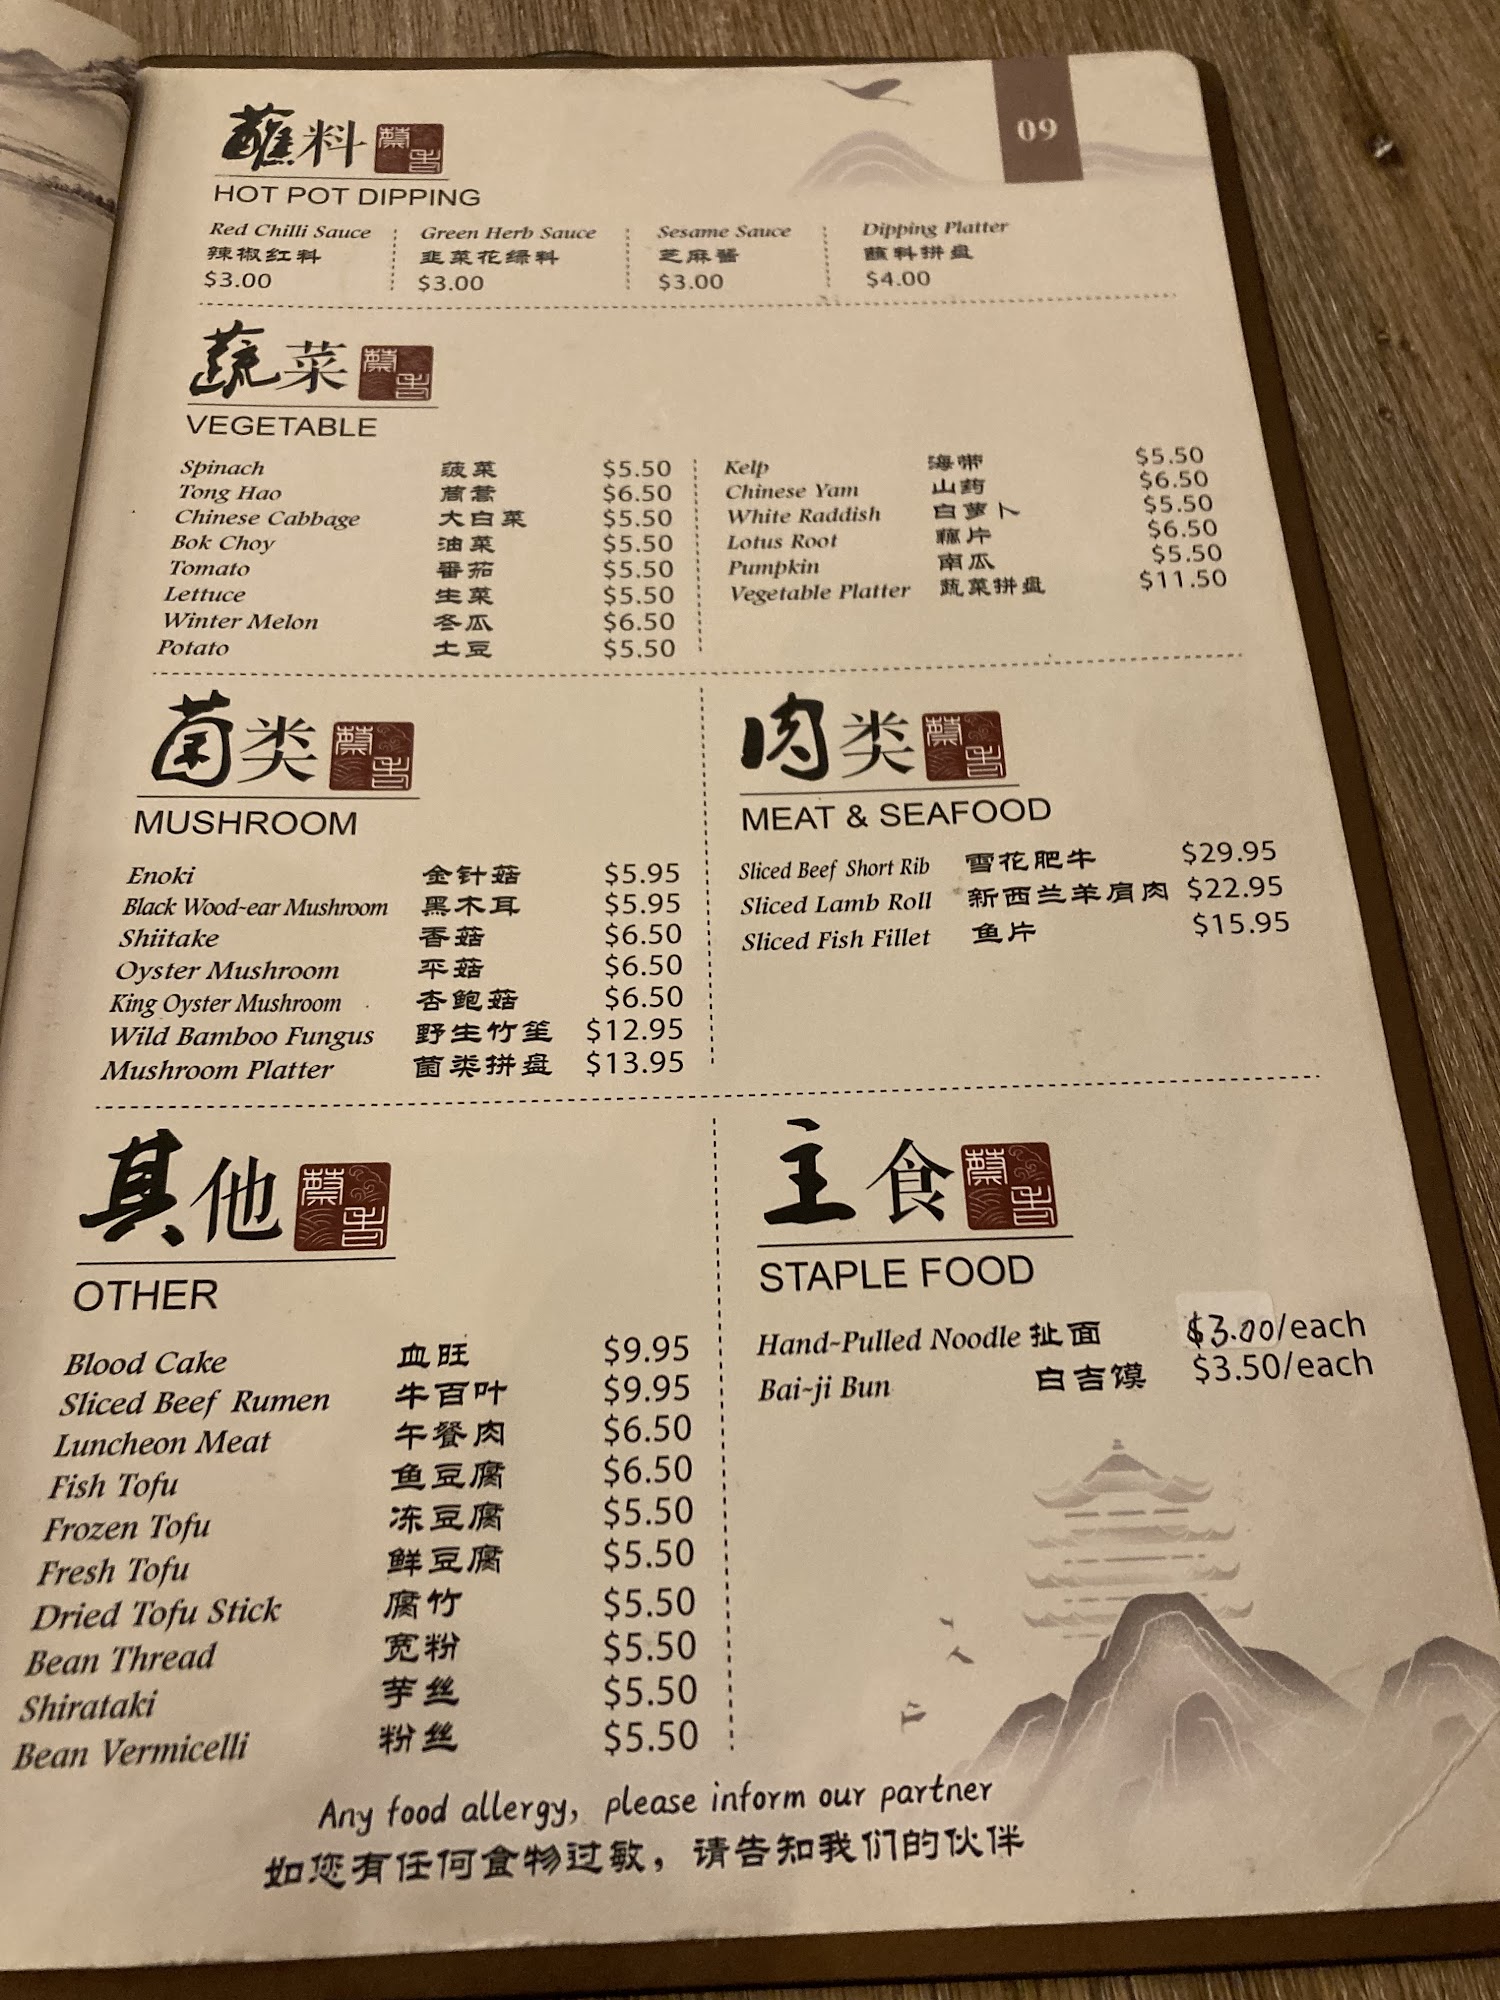 09
蘸料
HOT POT DIPPING
Red Chilli Sauce
辣椒红料
$3.00
Green Herb Sauce
韭菜花绿料
$3.00
Sesame Sauce
芝麻酱
$3.00
Dipping Platter
蘸料拼盘
$4.00
蔬菜
VEGETABLE
Spinach 菠菜 $5.50
Tong Hao 茼蒿 $6.50
Chinese Cabbage 大白菜 $5.50
Bok Choy 油菜 $5.50
Tomato 番茄 $5.50
Lettuce 生菜 $5.50
Winter Melon 冬瓜 $6.50
Potato 土豆 $5.50
Kelp 海带 $5.50
Chinese Yam 山药 $6.50
White Raddish 白萝卜 $5.50
Lotus Root 藕片 $6.50
Pumpkin 南瓜 $5.50
Vegetable Platter 蔬菜拼盘 $11.50
菌类
MUSHROOM
Enoki 金针菇 $5.95
Black Wood-ear Mushroom 黑木耳 $5.95
Shiitake 香菇 $6.50
Oyster Mushroom 平菇 $6.50
King Oyster Mushroom 杏鲍菇 $6.50
Wild Bamboo Fungus 野生竹笙 $12.95
Mushroom Platter 菌类拼盘 $13.95
肉类
MEAT & SEAFOOD
Sliced Beef Short Rib 雪花肥牛 $29.95
Sliced Lamb Roll 新西兰羊肩肉 $22.95
Sliced Fish Fillet 鱼片 $15.95
其他
OTHER
Blood Cake 血旺 $9.95
Sliced Beef Rumen 牛百叶 $9.95
Luncheon Meat 午餐肉 $6.50
Fish Tofu 鱼豆腐 $6.50
Frozen Tofu 冻豆腐 $5.50
Fresh Tofu 鲜豆腐 $5.50
Dried Tofu Stick 腐竹 $5.50
Bean Thread 宽粉 $5.50
Shirataki 芋丝 $5.50
Bean Vermicelli 粉丝 $5.50
主食
STAPLE FOOD
Hand-Pulled Noodle 扯面 $3.00/each
Bai-ji Bun 白吉馍 $3.50/each
Any food allergy, please inform our partner
如您有任何食物过敏，请告知我们的伙伴